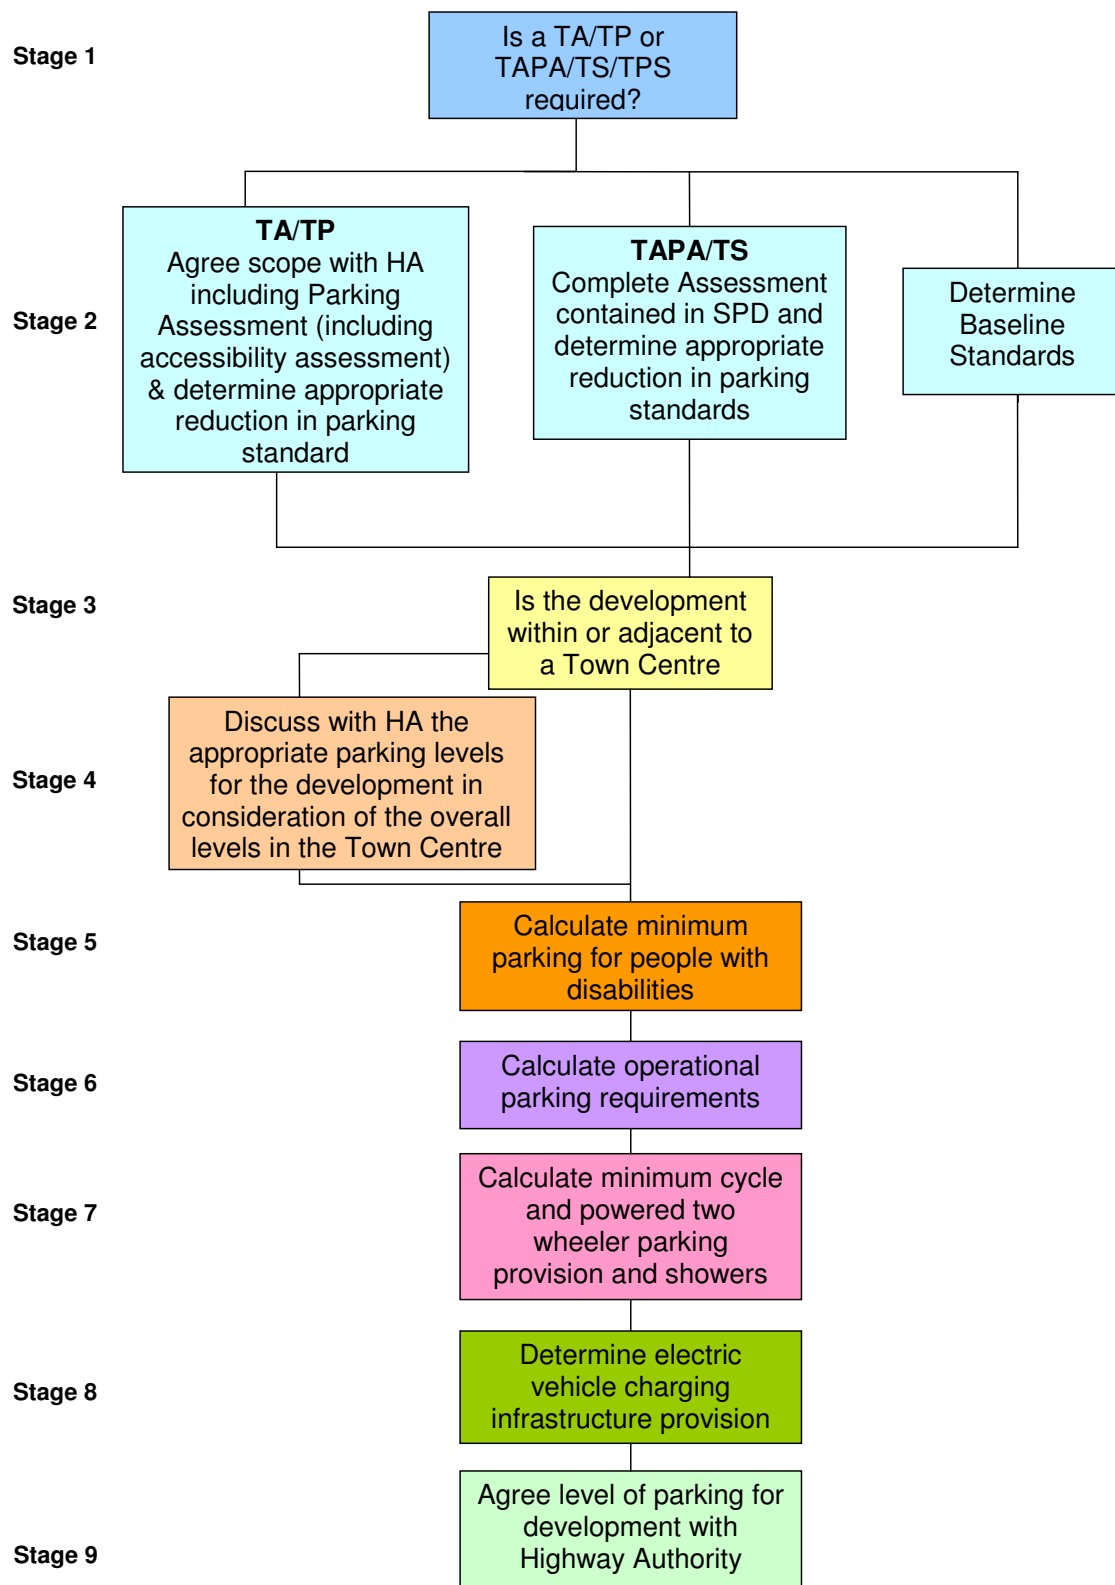 Stage 1
Is a TA/TP or
TAPA/TS/TPS
required?
Stage 2
TA/TP
Agree scope with HA
including Parking
Assessment (including
accessibility assessment)
& determine appropriate
reduction in parking
standard
TAPA/TS
Complete Assessment
contained in SPD and
determine appropriate
reduction in parking
standards
Determine
Baseline
Standards
Stage 3
Is the development
within or adjacent to
a Town Centre
Stage 4
Discuss with HA the
appropriate parking levels
for the development in
consideration of the overall
levels in the Town Centre
Stage 5
Calculate minimum
parking for people with
disabilities
Stage 6
Calculate operational
parking requirements
Stage 7
Calculate minimum cycle
and powered two
wheeler parking
provision and showers
Stage 8
Determine electric
vehicle charging
infrastructure provision
Stage 9
Agree level of parking for
development with
Highway Authority